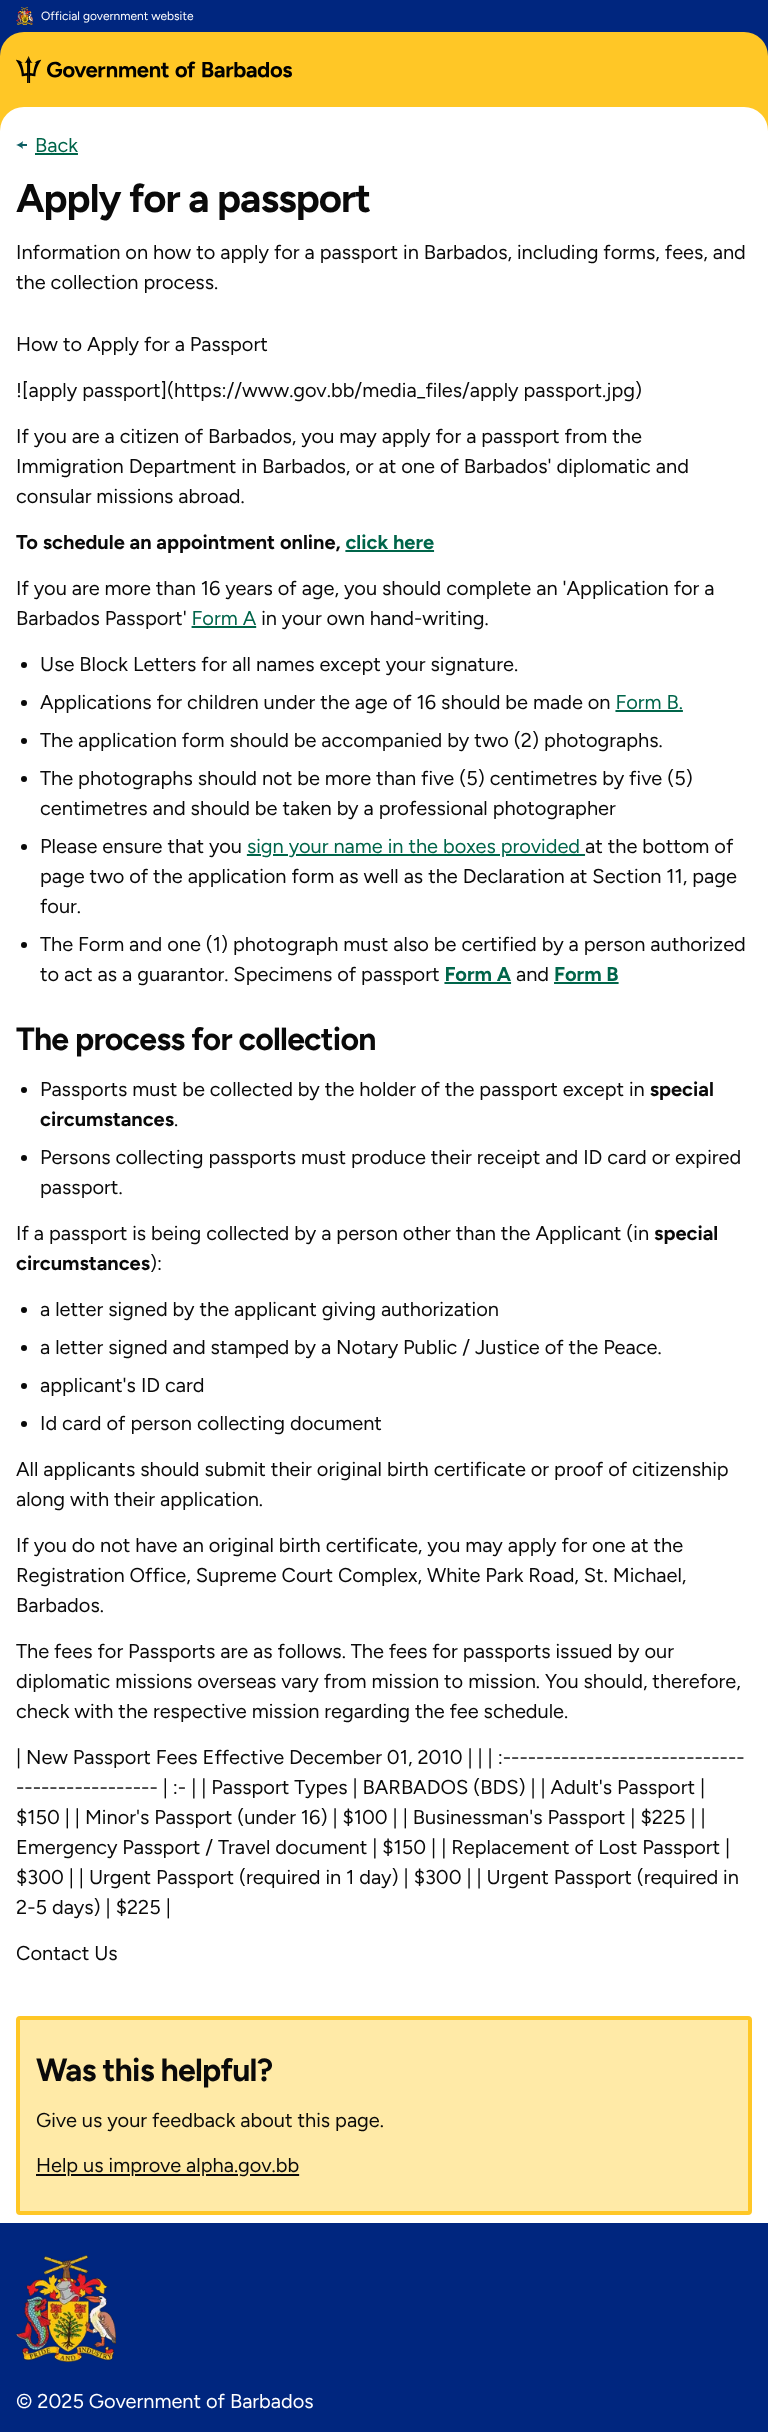 Official government website
Government of Barbados
Back
Apply for a passport
Information on how to apply for a passport in Barbados, including forms, fees, and
the collection process.
How to Apply for a Passport
![apply passport](https://www.gov.bb/media_files/apply passport.jpg)
If you are a citizen of Barbados, you may apply for a passport from the
Immigration Department in Barbados, or at one of Barbados' diplomatic and
consular missions abroad.
To schedule an appointment online, click here
If you are more than 16 years of age, you should complete an 'Application for a
Barbados Passport' Form A in your own hand-writing.
• Use Block Letters for all names except your signature.
• Applications for children under the age of 16 should be made on Form B.
• The application form should be accompanied by two (2) photographs.
• The photographs should not be more than five (5) centimetres by five (5)
centimetres and should be taken by a professional photographer
• Please ensure that you sign your name in the boxes provided at the bottom of
page two of the application form as well as the Declaration at Section 11, page
four.
• The Form and one (1) photograph must also be certified by a person authorized
to act as a guarantor. Specimens of passport Form A and Form B
The process for collection
• Passports must be collected by the holder of the passport except in special
circumstances.
• Persons collecting passports must produce their receipt and ID card or expired
passport.
If a passport is being collected by a person other than the Applicant (in special
circumstances):
• a letter signed by the applicant giving authorization
• a letter signed and stamped by a Notary Public / Justice of the Peace.
• applicant's ID card
• Id card of person collecting document
All applicants should submit their original birth certificate or proof of citizenship
along with their application.
If you do not have an original birth certificate, you may apply for one at the
Registration Office, Supreme Court Complex, White Park Road, St. Michael,
Barbados.
The fees for Passports are as follows. The fees for passports issued by our
diplomatic missions overseas vary from mission to mission. You should, therefore,
check with the respective mission regarding the fee schedule.
| New Passport Fees Effective December 01, 2010 | | | :------------------------------
----------------- | :- | | Passport Types | BARBADOS (BDS) | | Adult's Passport |
$150 | | Minor's Passport (under 16) | $100 | | Businessman's Passport | $225 | |
Emergency Passport / Travel document | $150 | | Replacement of Lost Passport |
$300 | | Urgent Passport (required in 1 day) | $300 | | Urgent Passport (required in
2-5 days) | $225 |
Contact Us
Was this helpful?
Give us your feedback about this page.
Help us improve alpha.gov.bb
PRIDE AND INDUSTRY
© 2025 Government of Barbados